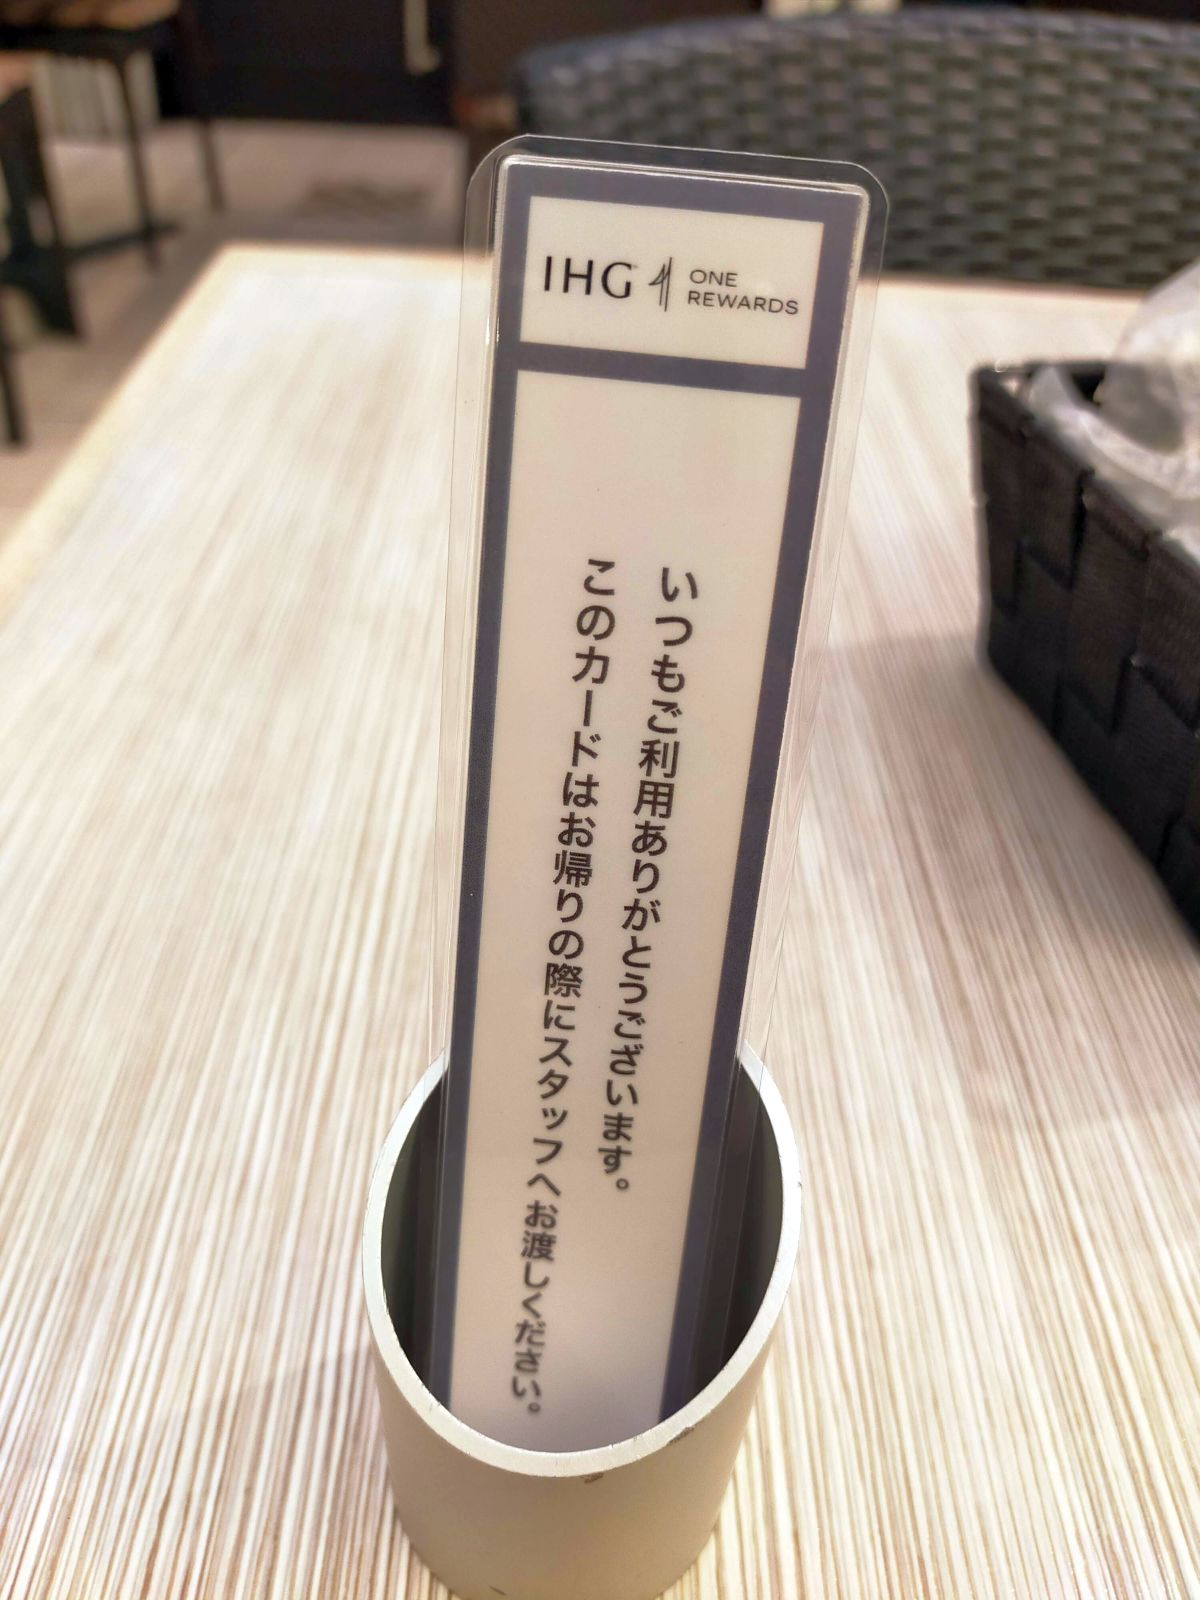 IHG ONE
REWARDS
いつもご利用ありがとうございます。
このカードはお帰りの際にスタッフへお渡しください。